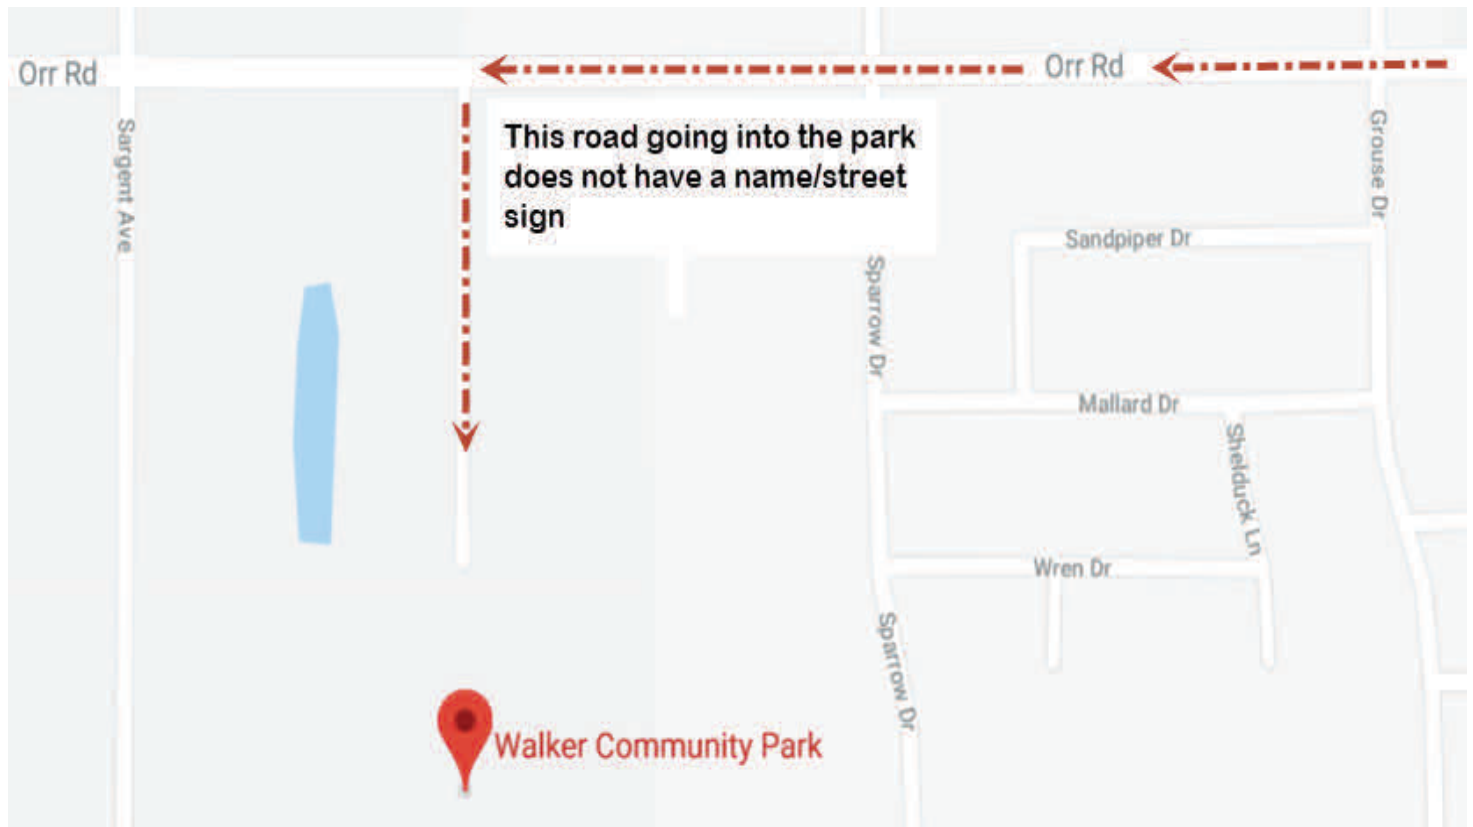 Orr Rd
Orr Rd
This road going into the park
does not have a name/street
sign
Sargent Ave
Grouse Dr
Sandpiper Dr
Sparrow Dr
Mallard Dr
Shelduck Ln
Wren Dr
Sparrow Dr
Walker Community Park